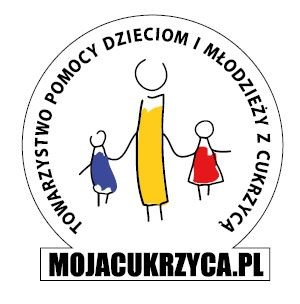 TOWARZYSTWO POMOCY DZIECIOM I MŁODZIEŻY Z CUKRZYCĄ
MOJACUKRZYCA.PL